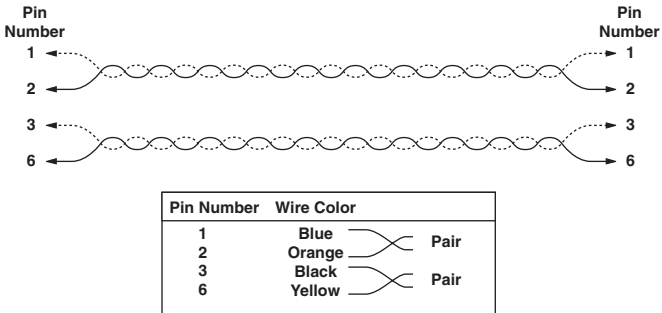 Pin Number
Pin Number
1
1
2
2
3
3
6
6
Pin Number Wire Color
1 Blue
2 Orange
Pair
3 Black
6 Yellow
Pair